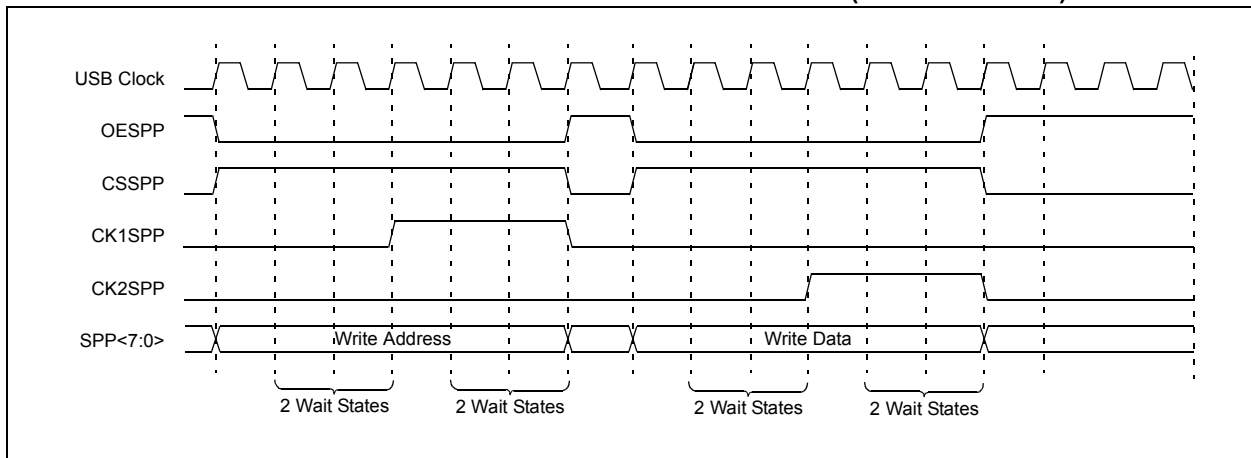 USB Clock
OESPP
CSSPP
CK1SPP
CK2SPP
SPP<7:0> Write Address Write Data
2 Wait States 2 Wait States 2 Wait States 2 Wait States